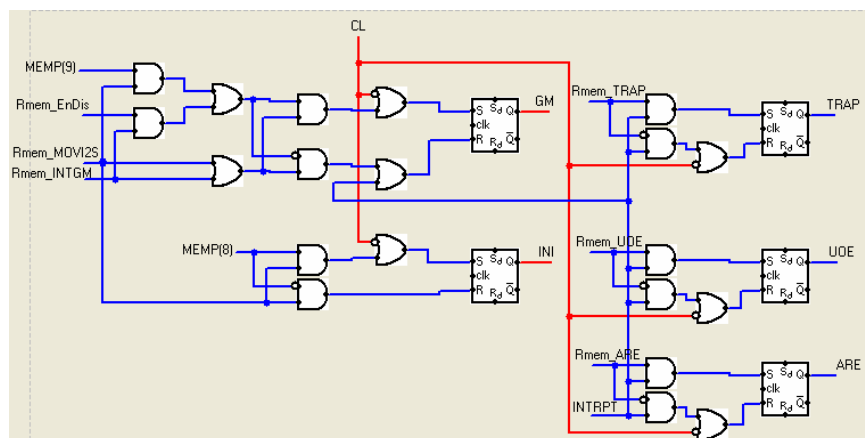 CL
MEMP(9)
Rmem_EnDis
Rmem_MOVI2S
Rmem_INTGM
S Sd Q
clk
R Rd Q
GM
Rmem_TRAP
S Sd Q
clk
R Rd Q
TRAP
MEMP(8)
S Sd Q
clk
R Rd Q
INI
Rmem_UOE
S Sd Q
clk
R Rd Q
UOE
Rmem_ARE
S Sd Q
clk
R Rd Q
ARE
INTRPT